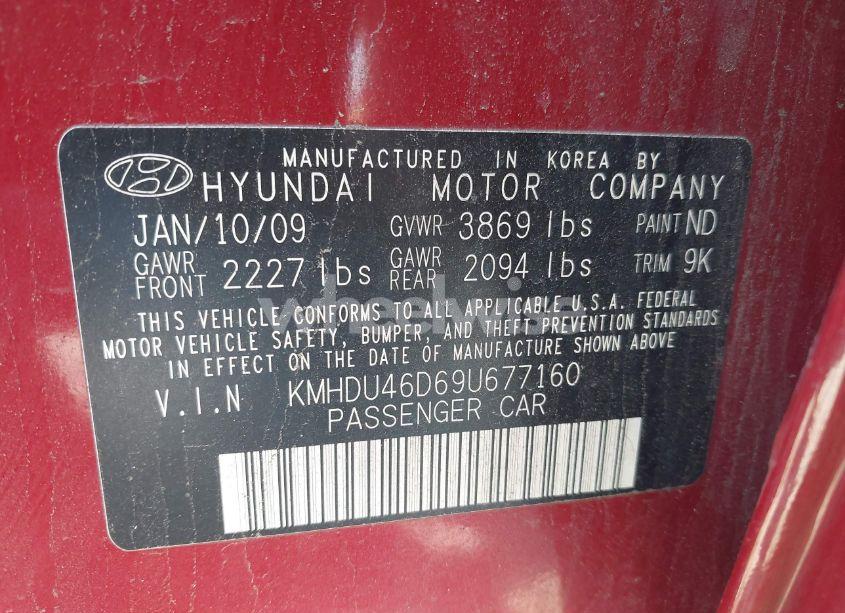 MANUFACTURED IN KOREA BY
HYUNDAI MOTOR COMPANY
JAN/10/09 GVWR 3869 lbs PAINT ND
GAWR FRONT 2227 lbs GAWR REAR 2094 lbs TRIM 9K
THIS VEHICLE CONFORMS TO ALL APPLICABLE U.S.A. FEDERAL
MOTOR VEHICLE SAFETY, BUMPER, AND THEFT PREVENTION STANDARDS
IN EFFECT ON THE DATE OF MANUFACTURE SHOWN ABOVE
V.I.N KMHDU46D69U677160
PASSENGER CAR